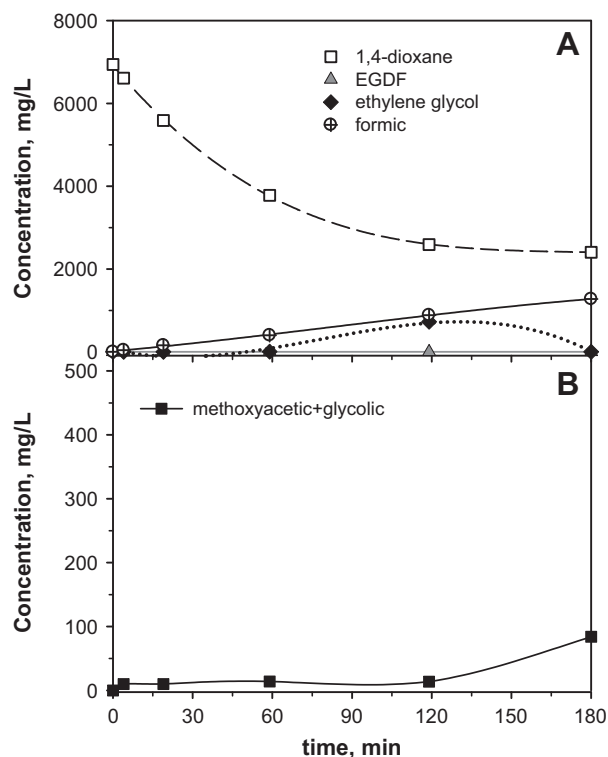 A
1,4-dioxane
EGDF
ethylene glycol
formic
Concentration, mg/L
8000
6000
4000
2000
0
B
methoxyacetic+glycolic
Concentration, mg/L
500
400
300
200
100
0
0 30 60 90 120 150 180
time, min